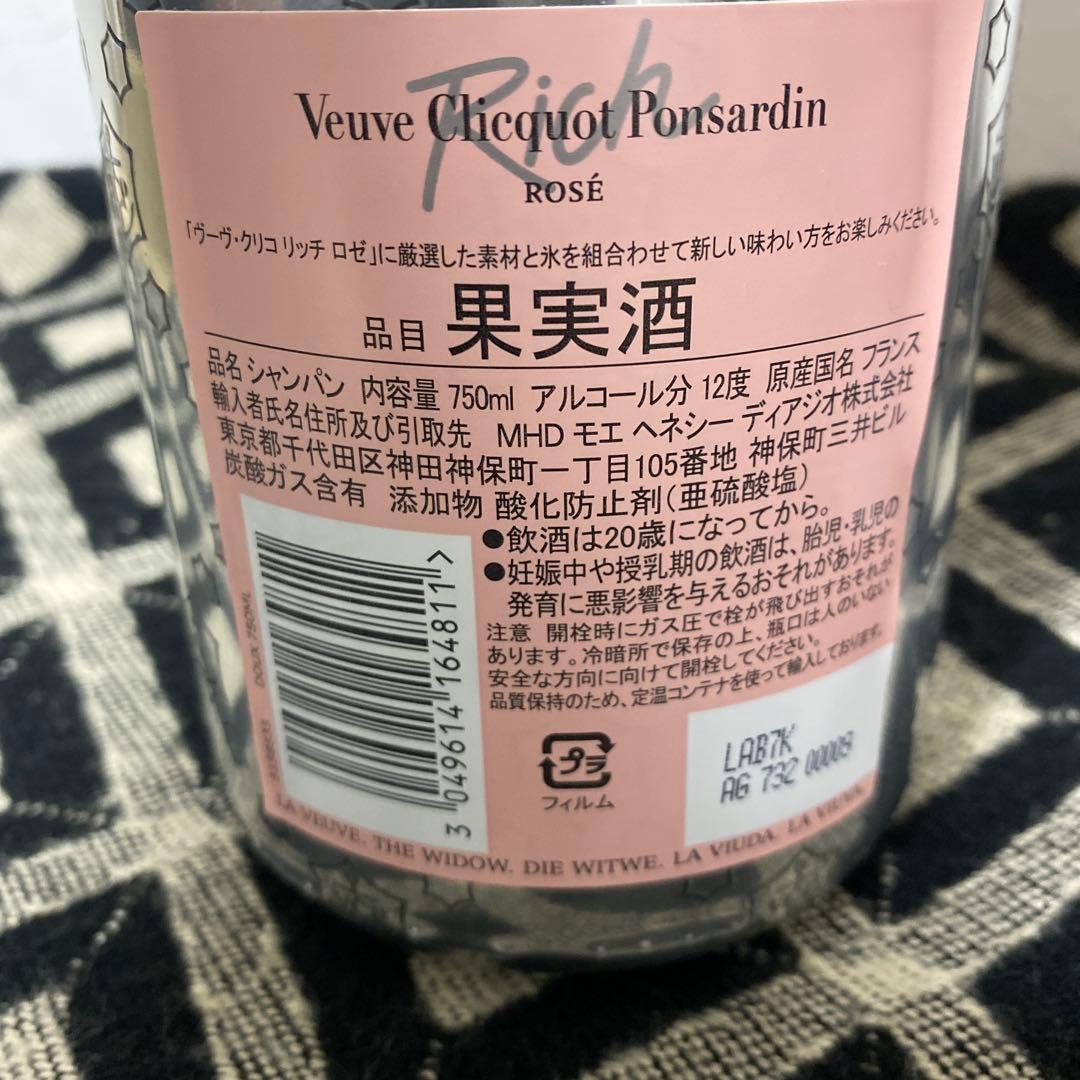 Rich
Veuve Clicquot Ponsardin
ROSÉ
「ヴーヴ・クリコ リッチ ロゼ」に厳選した素材と氷を組合わせて新しい味わい方をお楽しみください。
品目 果実酒
品名 シャンパン 内容量 750ml アルコール分 12度 原産国名 フランス
輸入者氏名住所及び引取先 MHD モエ ヘネシー ディアジオ株式会社
東京都千代田区神田神保町一丁目105番地 神保町三井ビル
炭酸ガス含有 添加物 酸化防止剤(亜硫酸塩)
●飲酒は20歳になってから。
●妊娠中や授乳期の飲酒は、胎児・乳児の
発育に悪影響を与えるおそれがあります。
注意 開栓時にガス圧で栓が飛び出すおそれが
あります。冷暗所で保存の上、瓶口は人のいない
安全な方向に向けて開栓してください。
品質保持のため、定温コンテナを使って輸入しております。
DOUX 750ML
3 049614 164811 >
プラ
フィルム
LAB7K
AG 732 00009
LA VEUVE. THE WIDOW. DIE WITWE. LA VIUDA. LA